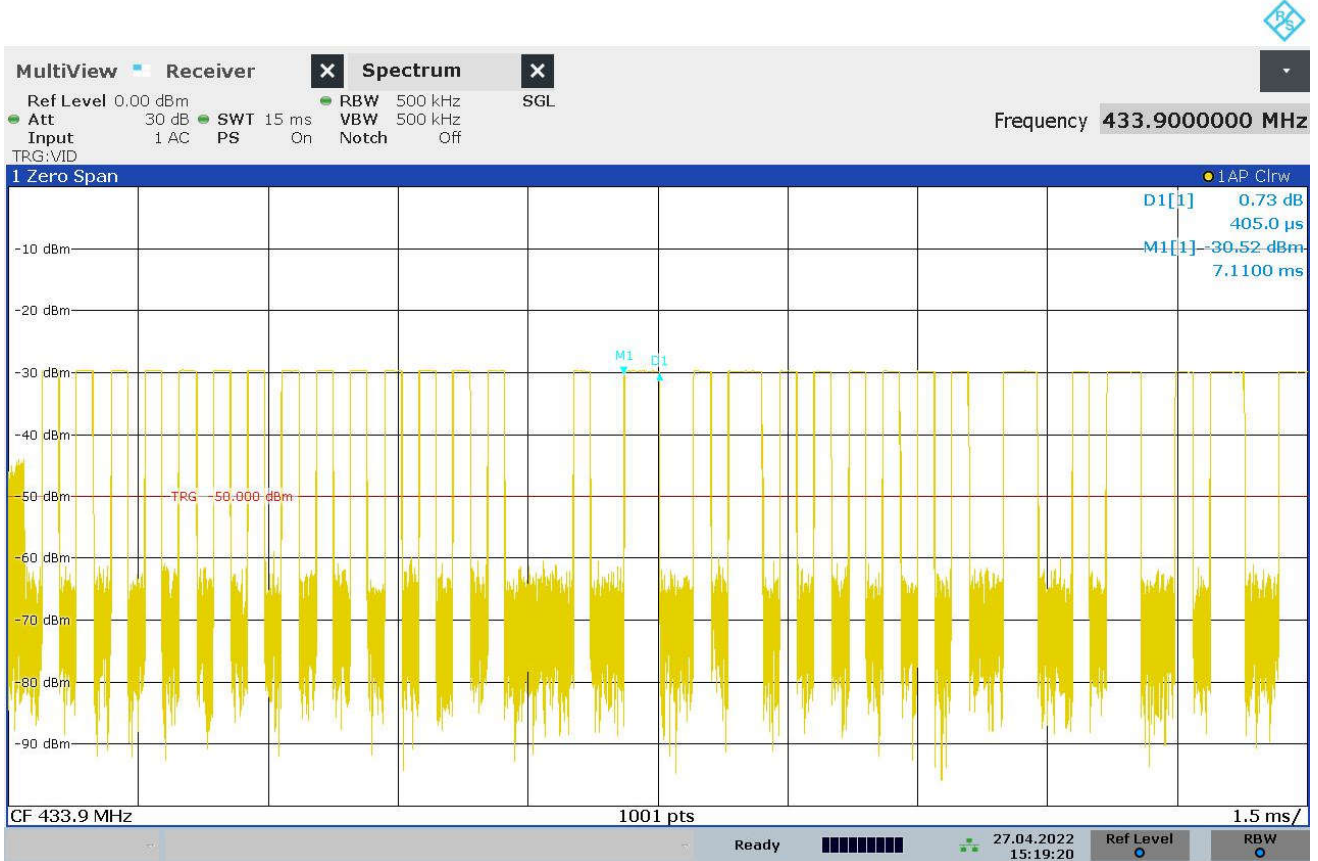 R&S
MultiView Receiver Spectrum
Ref Level 0.00 dBm RBW 500 kHz SGL
Att 30 dB SWT 15 ms VBW 500 kHz
Input 1 AC PS On Notch Off
Frequency 433.9000000 MHz
TRG:VID
1 Zero Span 1AP Clrw
D1[1] 0.73 dB
405.0 µs
-10 dBm
M1[1] -30.52 dBm
7.1100 ms
-20 dBm
M1 D1
-30 dBm
-40 dBm
-50 dBm TRG -50.000 dBm
-60 dBm
-70 dBm
-80 dBm
-90 dBm
CF 433.9 MHz 1001 pts 1.5 ms/
Ready 27.04.2022 Ref Level RBW
15:19:20